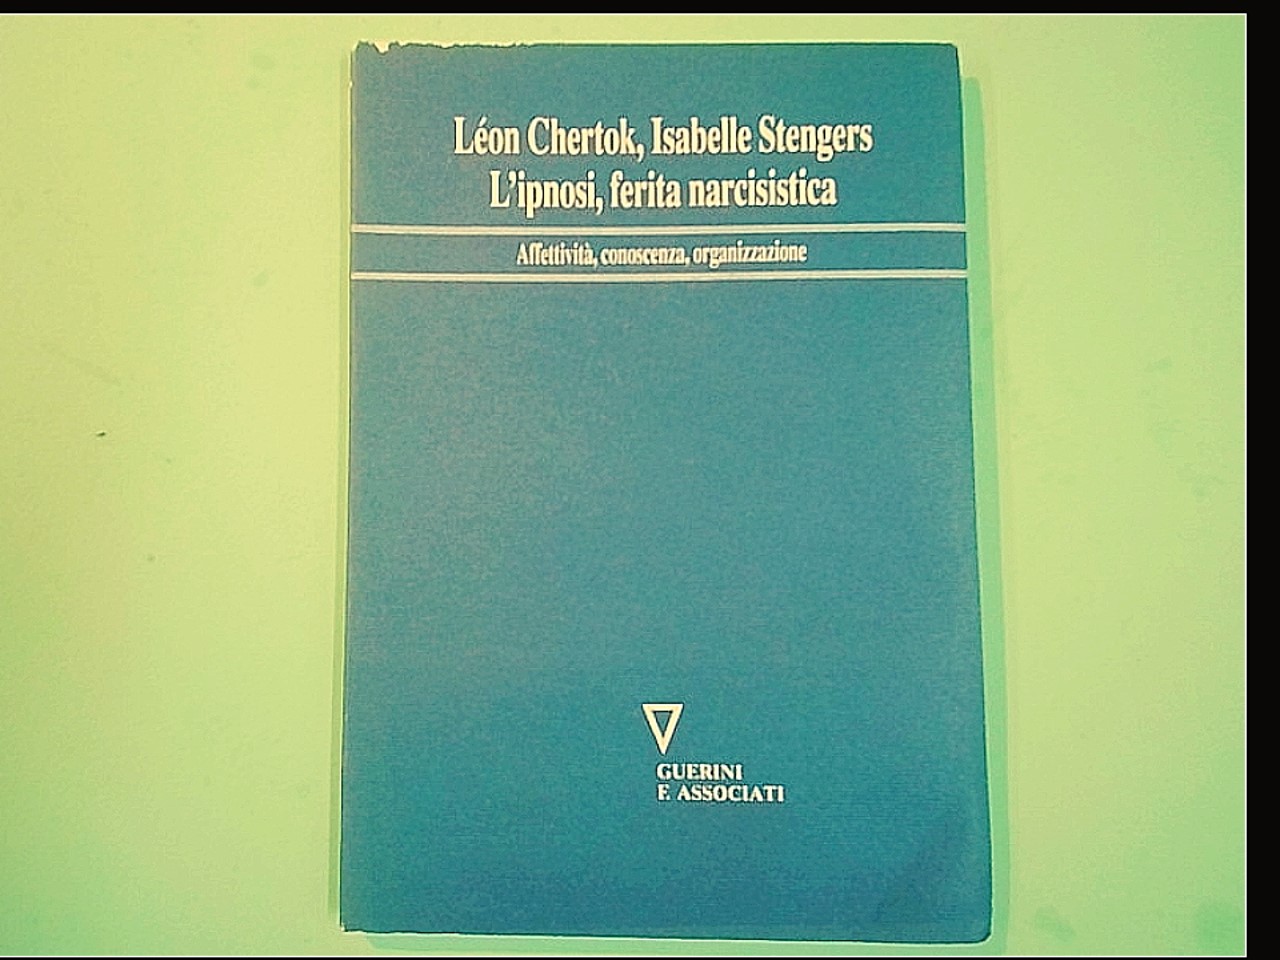 Léon Chertok, Isabelle Stengers
L'ipnosi, ferita narcisistica
Affettività, conoscenza, organizzazione
GUERINI
E ASSOCIATI